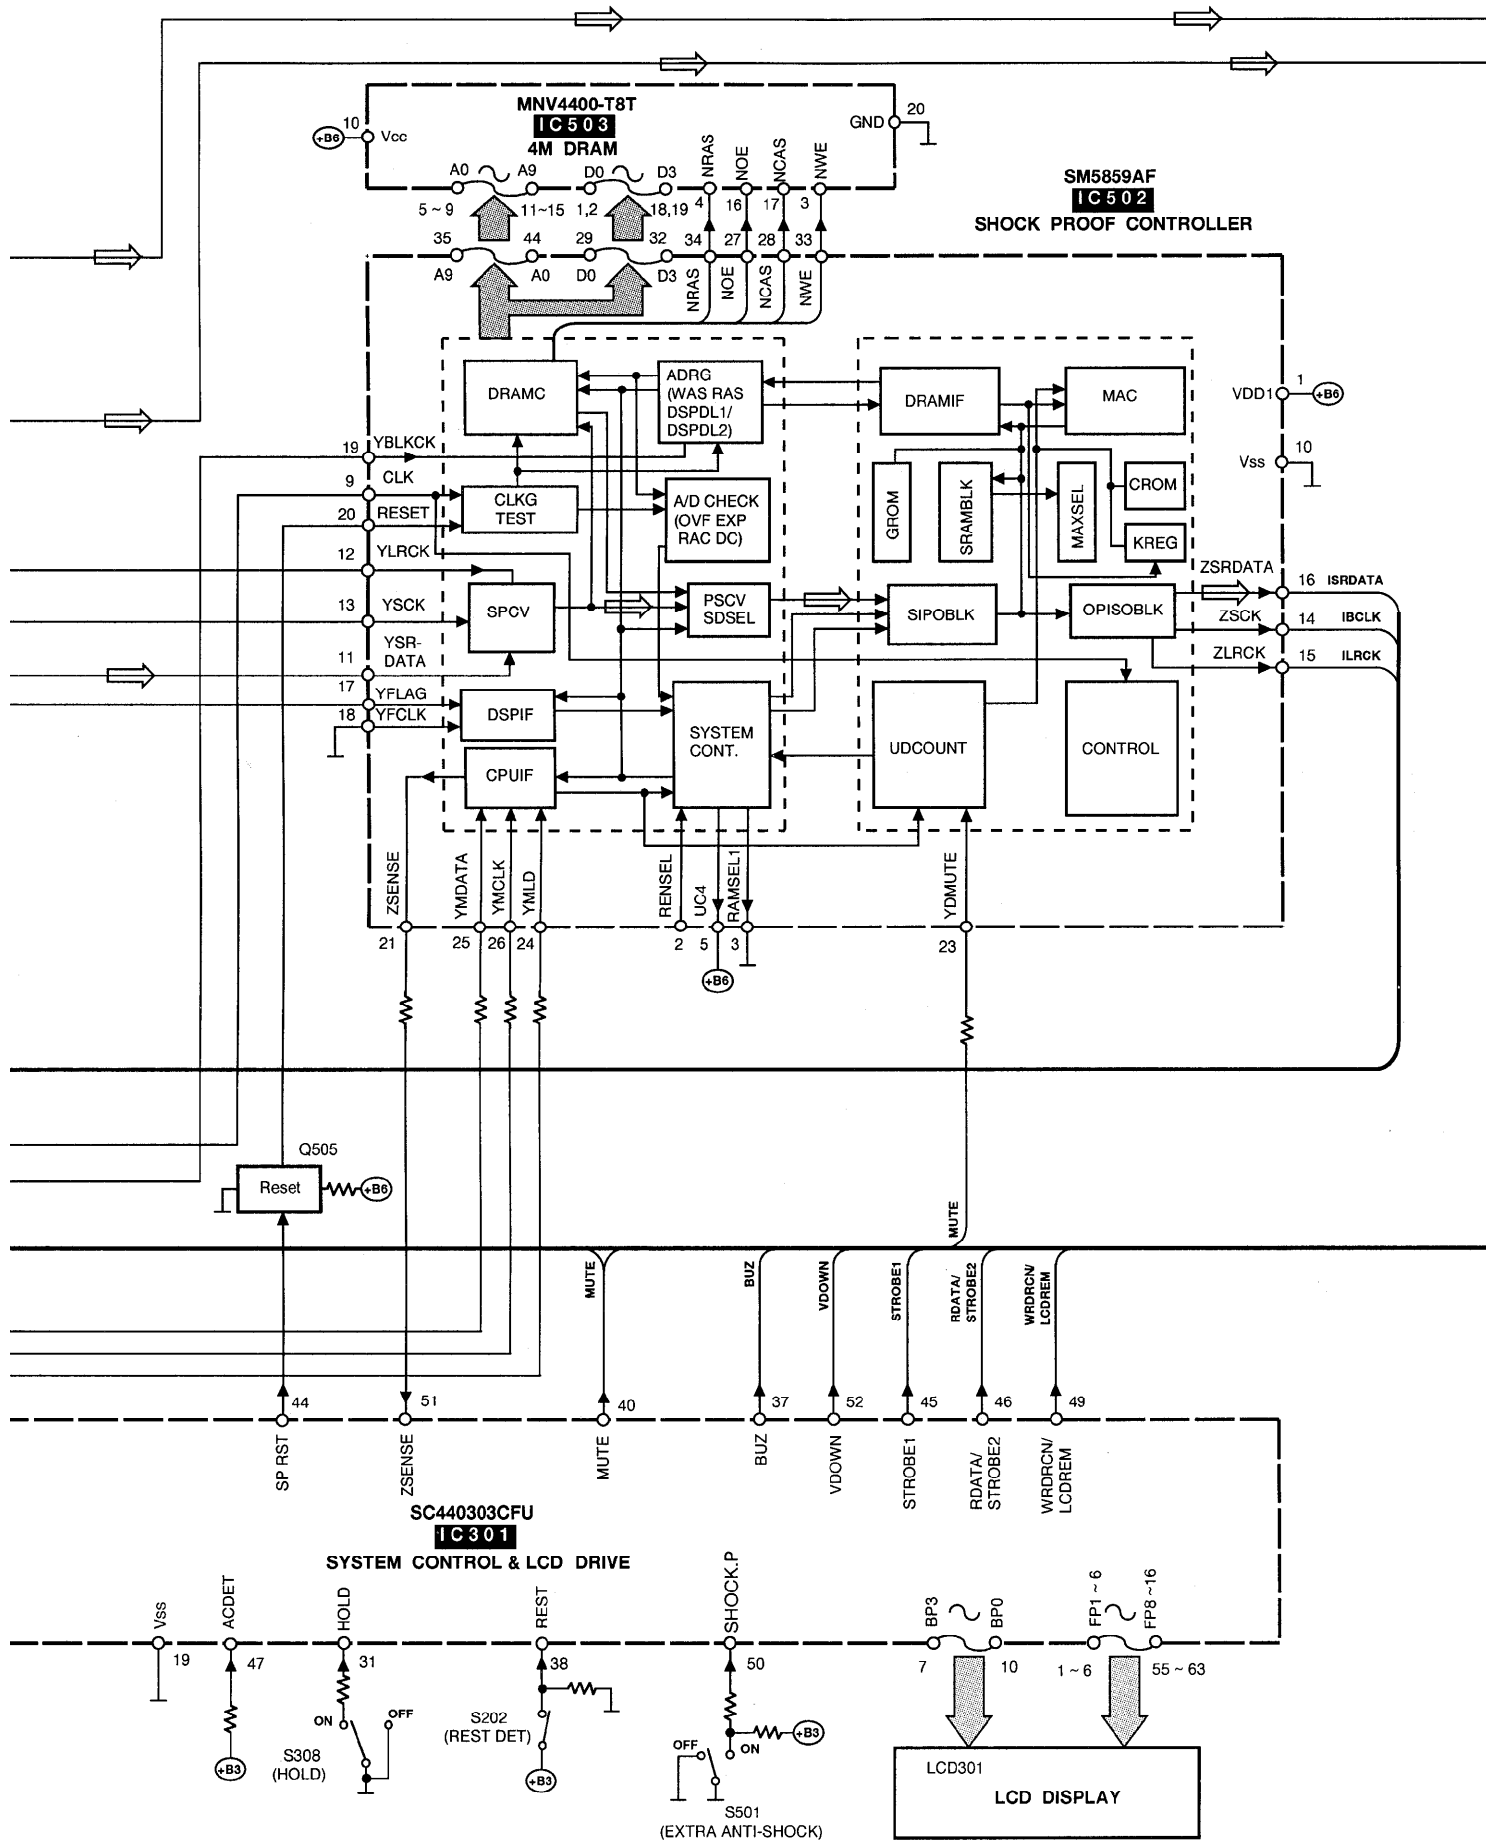 MNV4400-T8T
IC503
4M DRAM
10
+B6
Vcc
GND
20
A0 ~ A9
D0 ~ D3
NRAS
NOE
NCAS
NWE
5 ~ 9
11~15
1,2
18,19
4
16
17
3
SM5859AF
IC502
SHOCK PROOF CONTROLLER
35
44
29
32
34
27
28
33
A9
A0
D0
D3
NRAS
NOE
NCAS
NWE
DRAMC
ADRG
(WAS RAS
DSPDL1/
DSPDL2)
DRAMIF
MAC
VDD1
1
+B6
Vss
10
19
YBLKCK
9
CLK
20
RESET
12
YLRCK
13
YSCK
11
YSR-
DATA
17
YFLAG
18
YFCLK
CLKG
TEST
A/D CHECK
(OVF EXP
RAC DC)
GROM
SRAMBLK
MAXSEL
CROM
KREG
SPCV
PSCV
SDSEL
SIPOBLK
OPISOBLK
ZSRDATA
16
ISRDATA
ZSCK
14
IBCLK
ZLRCK
15
ILRCK
DSPIF
CPUIF
SYSTEM
CONT.
UDCOUNT
CONTROL
ZSENSE
YMDATA
YMCLK
YMLD
RENSEL
UC4
RAMSEL1
YDMUTE
21
25
26
24
2
5
3
23
+B6
Q505
Reset
+B6
MUTE
MUTE
BUZ
VDOWN
STROBE1
RDATA/
STROBE2
WRDRCN/
LCDREM
44
51
40
37
52
45
46
49
SP RST
ZSENSE
MUTE
BUZ
VDOWN
STROBE1
RDATA/
STROBE2
WRDRCN/
LCDREM
SC440303CFU
IC301
SYSTEM CONTROL & LCD DRIVE
Vss
ACDET
HOLD
REST
SHOCK.P
BP3 ~ BP0
FP1 ~ 6 ~ FP8 ~16
19
47
31
38
50
7
10
1 ~ 6
55 ~ 63
ON
OFF
S308
(HOLD)
+B3
S202
(REST DET)
+B3
+B3
OFF
ON
S501
(EXTRA ANTI-SHOCK)
LCD301
LCD DISPLAY